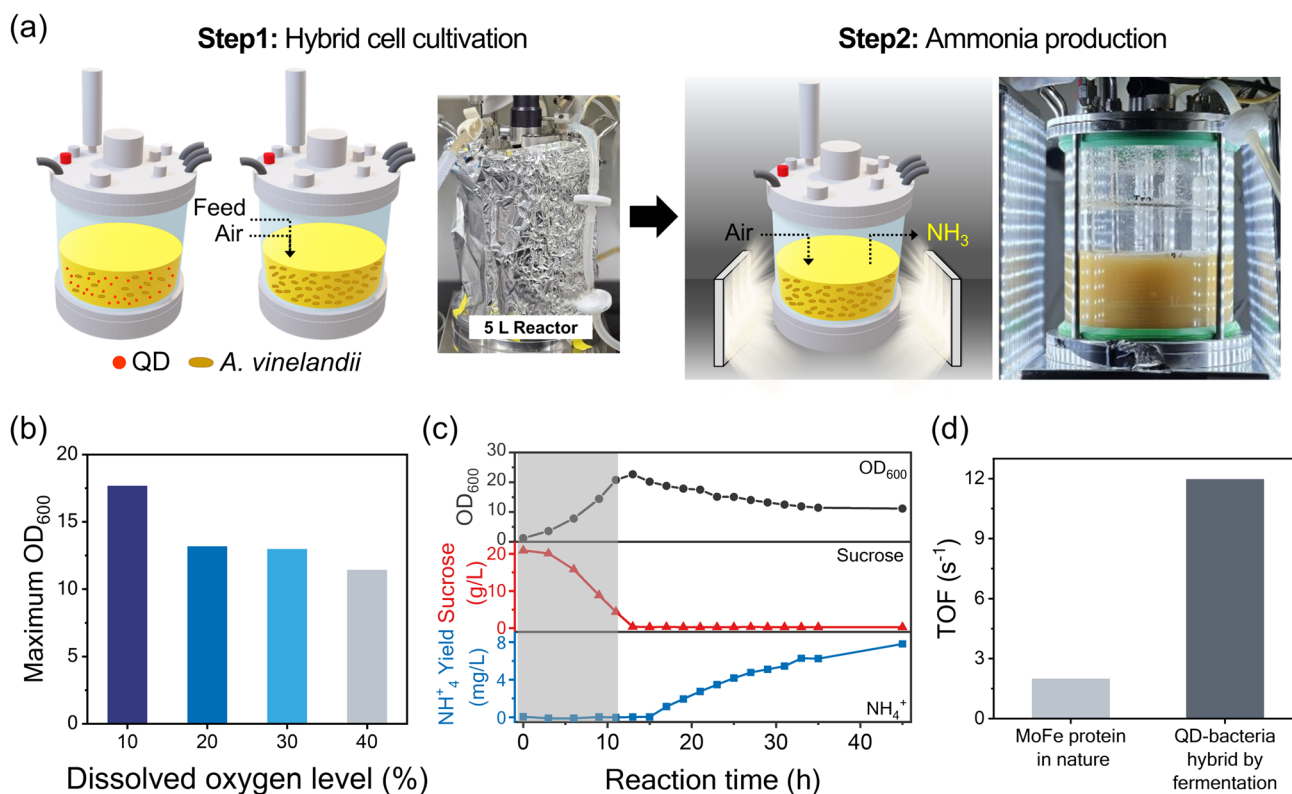 (a)
Step1: Hybrid cell cultivation
Step2: Ammonia production
Feed
Air
5 L Reactor
QD
A. vinelandii
Air
NH₃
(b)
Maximum OD₆₀₀
20
15
10
5
0
10 20 30 40
Dissolved oxygen level (%)
(c)
OD₆₀₀
30
20
10
0
OD₆₀₀
Sucrose
(g/L)
20
10
0
Sucrose
NH⁺₄ Yield
(mg/L)
8
4
0
NH₄⁺
0 10 20 30 40
Reaction time (h)
(d)
TOF (s⁻¹)
12
9
6
3
0
MoFe protein
in nature
QD-bacteria
hybrid by
fermentation